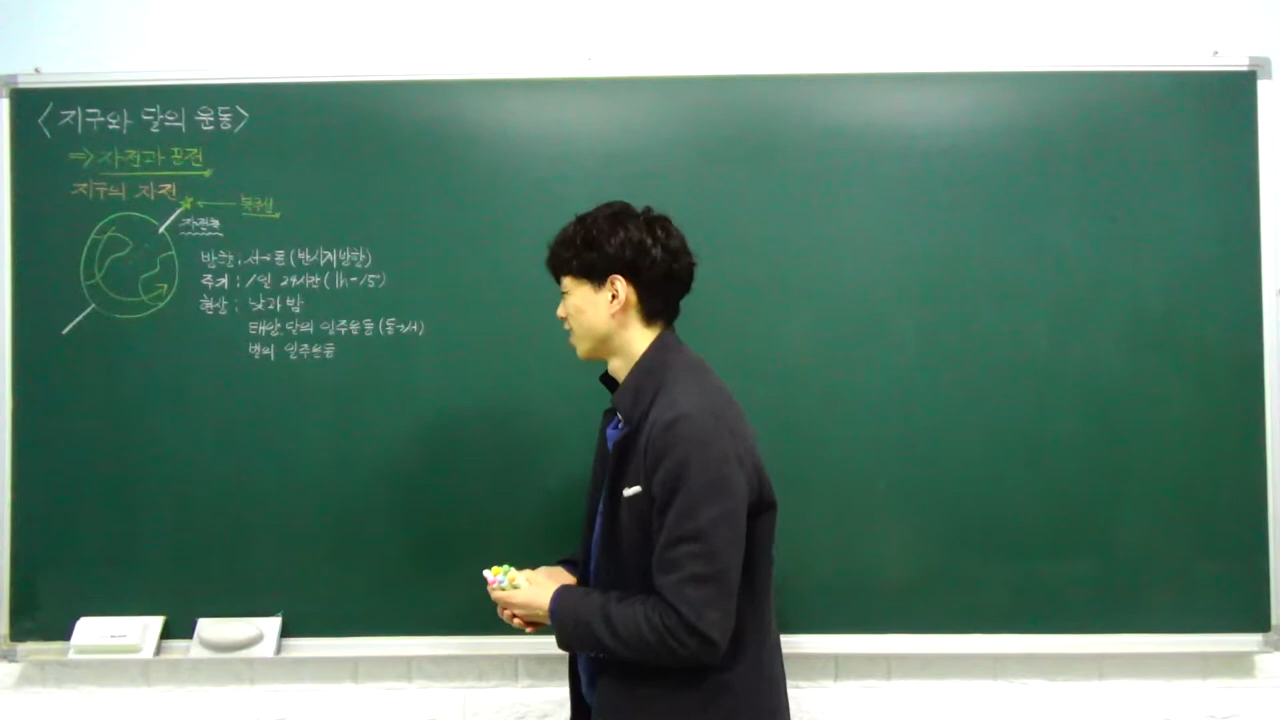 <지구와 달의 운동>
=> 자전과 공전
지구의 자전
북극성
자전축
방향: 서→동 (반시계방향)
주기: 1일 24시간 (1h-15°)
현상: 낮과 밤
태양, 달의 일주운동 (동→서)
별의 일주운동